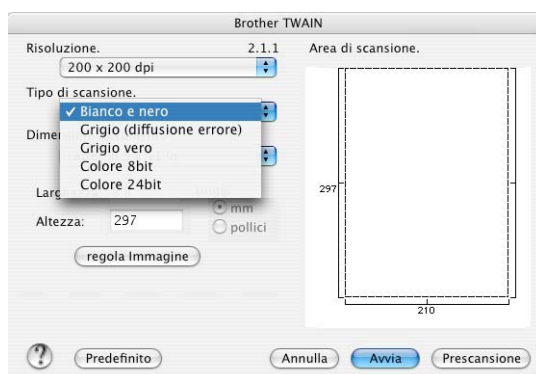 Brother TWAIN
Risoluzione. 2.1.1
200 x 200 dpi
Tipo di scansione.
✓ Bianco e nero
Grigio (diffusione errore)
Grigio vero
Colore 8bit
Colore 24bit
Altezza: 297
mm
pollici
regola Immagine
Predefinito
Area di scansione.
297
210
Annulla Avvia Prescansione